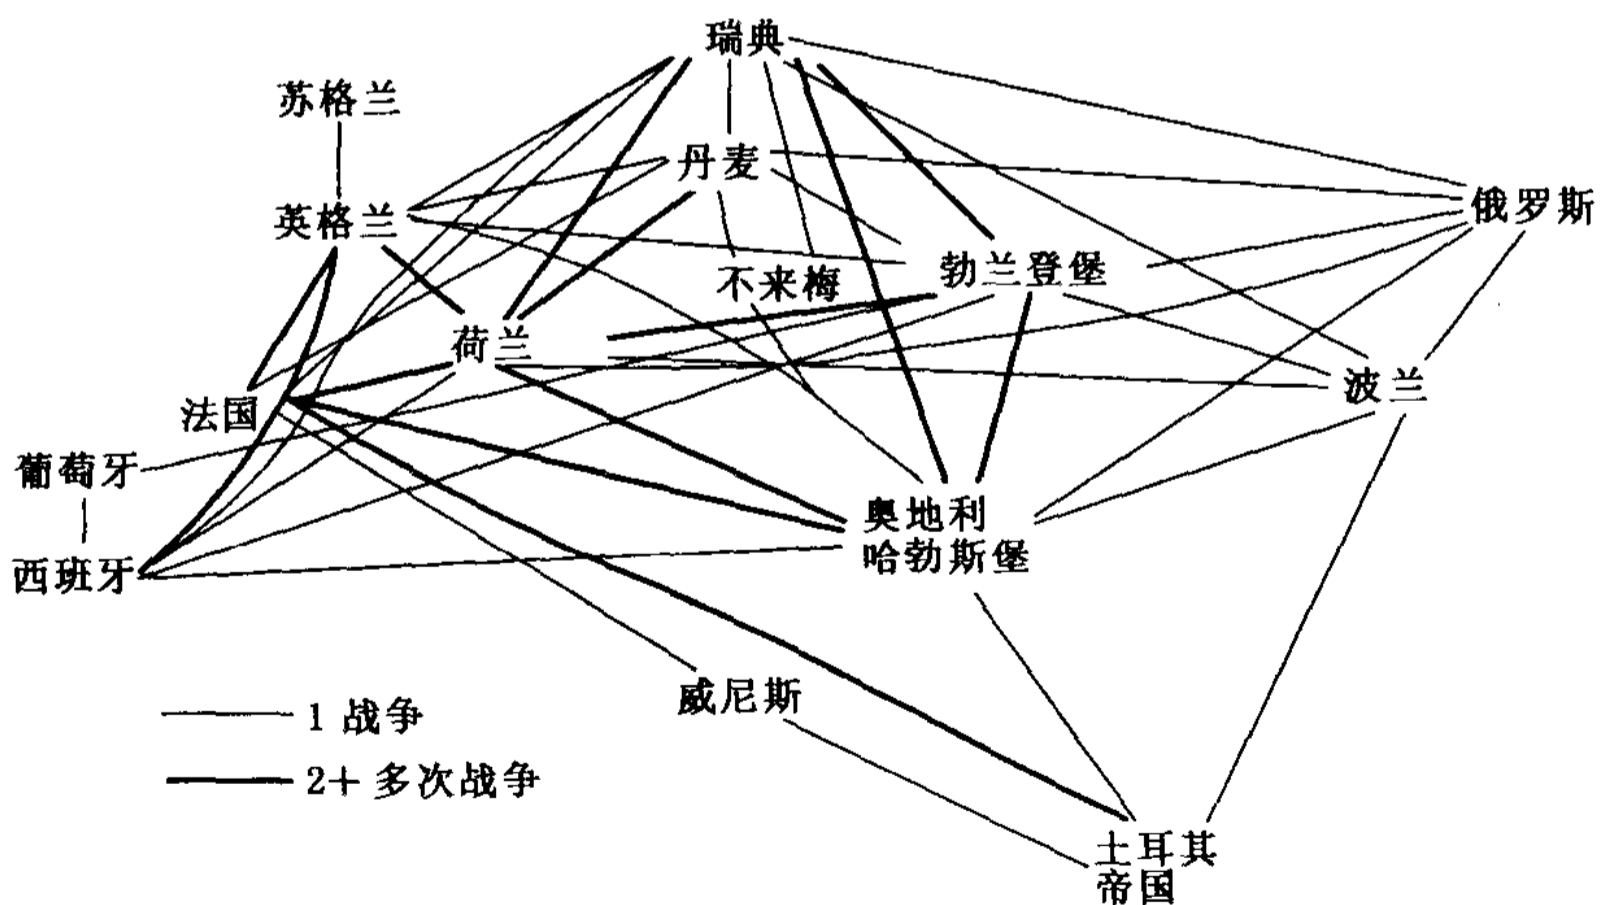 瑞典
苏格兰
丹麦
俄罗斯
英格兰
不来梅
勃兰登堡
荷兰
波兰
法国
葡萄牙
奥地利
哈勃斯堡
西班牙
威尼斯
1 战争
2+ 多次战争
土耳其
帝国